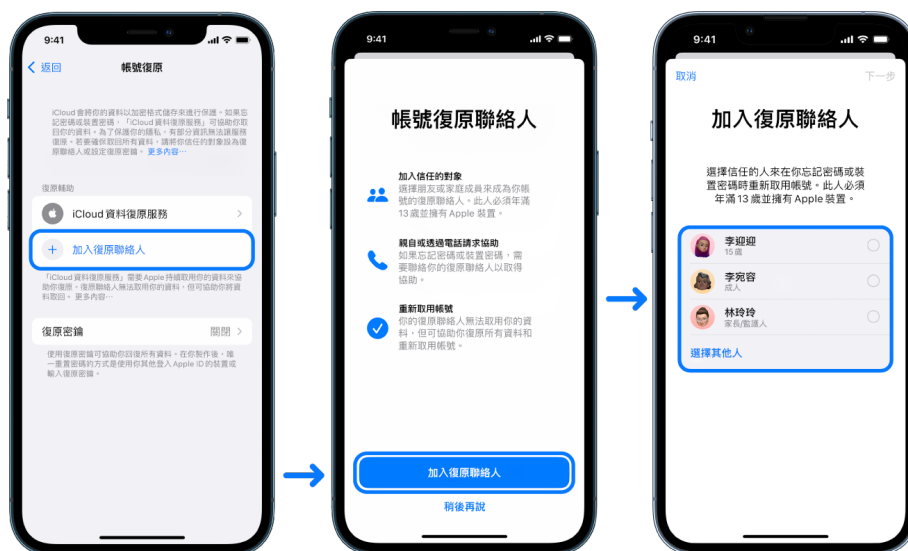 9:41
返回
帳號復原
iCloud 會將你的資料以加密格式儲存來進行保護。如果忘
記密碼或裝置密碼，「iCloud 資料復原服務」可協助你取
回你的資料。為了保護你的隱私，有部分資訊無法讓服務
復原。若要確保取回所有資料，請將你信任的對象設為復
原聯絡人或設定復原密鑰。更多內容…
復原輔助
iCloud 資料復原服務
加入復原聯絡人
「iCloud 資料復原服務」需要 Apple 持續取用你的資料來協
助你復原。復原聯絡人無法取用你的資料，但可協助你將資
料取回。更多內容…
復原密鑰
關閉
使用復原密鑰可協助你回復所有資料。在你製作後，唯
一重置密碼的方式是使用你其他登入 Apple ID 的裝置或
輸入復原密鑰。
9:41
帳號復原聯絡人
加入信任的對象
選擇朋友或家庭成員來成為你帳
號的復原聯絡人。此人必須年滿
13 歲並擁有 Apple 裝置。
親自或透過電話請求協助
如果忘記密碼或裝置密碼，需
要聯絡你的復原聯絡人以取得
協助。
重新取用帳號
你的復原聯絡人無法取用你的資
料，但可協助你復原所有資料和
重新取用帳號。
加入復原聯絡人
稍後再說
9:41
取消
下一步
加入復原聯絡人
選擇信任的人來在你忘記密碼或裝
置密碼時重新取用帳號。此人必須
年滿 13 歲並擁有 Apple 裝置。
李迎迎
15 歲
李宛容
成人
林玲玲
家長/監護人
選擇其他人